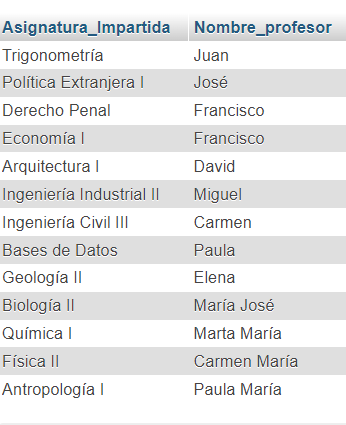 Asignatura_Impartida Nombre_profesor
Trigonometría Juan
Política Extranjera I José
Derecho Penal Francisco
Economía I Francisco
Arquitectura I David
Ingeniería Industrial II Miguel
Ingeniería Civil III Carmen
Bases de Datos Paula
Geología II Elena
Biología II María José
Química I Marta María
Física II Carmen María
Antropología I Paula María